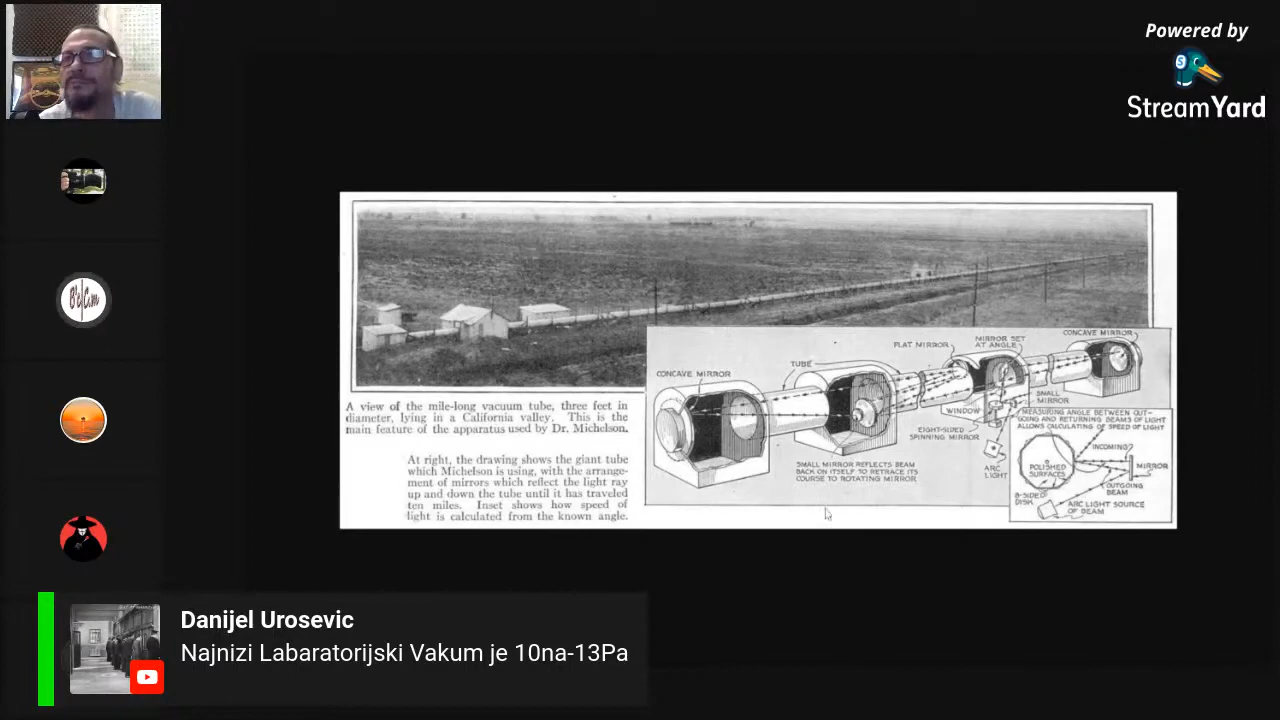 Powered by
StreamYard
A view of the mile-long vacuum tube, three feet in
diameter, lying in a California valley. This is the
main feature of the apparatus used by Dr. Michelson.
At right, the drawing shows the giant tube
which Michelson is using, with the arrange-
ment of mirrors which reflect the light ray
up and down the tube until it has traveled
ten miles. Inset shows how speed of
light is calculated from the known angle.
CONCAVE MIRROR
TUBE
FLAT MIRROR
MIRROR SET
AT ANGLE
CONCAVE MIRROR
SMALL
MIRROR
WINDOW
EIGHT-SIDED
SPINNING MIRROR
ARC
LIGHT
SMALL MIRROR REFLECTS BEAM
BACK ON ITSELF TO RETRACE ITS
COURSE TO ROTATING MIRROR
MEASURING ANGLE BETWEEN OUT-
GOING AND RETURNING BEAMS OF LIGHT
ALLOWS CALCULATING OF SPEED OF LIGHT
INCOMING
POLISHED
SURFACES
MIRROR
OUTGOING
BEAM
8-SIDED
DISK
ARC LIGHT SOURCE
OF BEAM
Danijel Urosevic
Najnizi Labaratorijski Vakum je 10na-13Pa